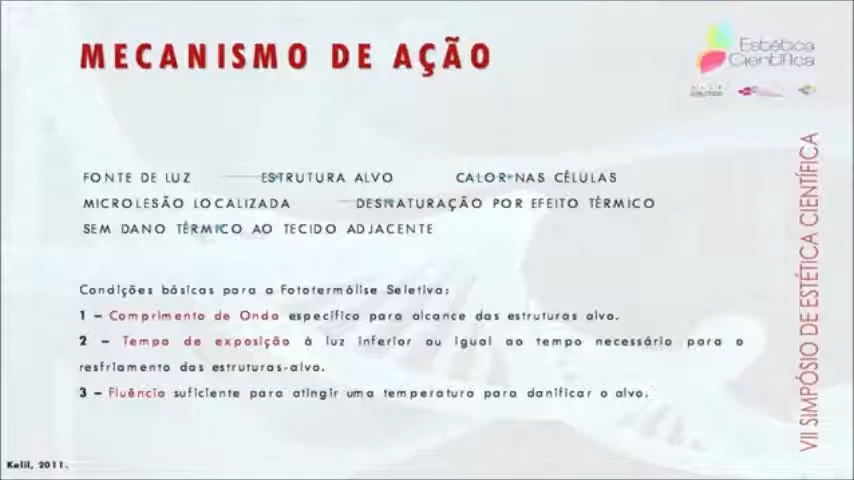 MECANISMO DE AÇÃO
Estética
Científica
FONTE DE LUZ ESTRUTURA ALVO CALOR NAS CÉLULAS
MICROLESÃO LOCALIZADA DESNATURAÇÃO POR EFEITO TÉRMICO
SEM DANO TÉRMICO AO TECIDO ADJACENTE
Condições básicas para a Fototermólise Seletiva:
1 – Comprimento de Onda específico para alcance das estruturas alvo.
2 – Tempo de exposição à luz inferior ou igual ao tempo necessário para o
resfriamento das estruturas-alvo.
3 – Fluência suficiente para atingir uma temperatura para danificar o alvo.
VII SIMPÓSIO DE ESTÉTICA CIENTÍFICA
Kalil, 2011.